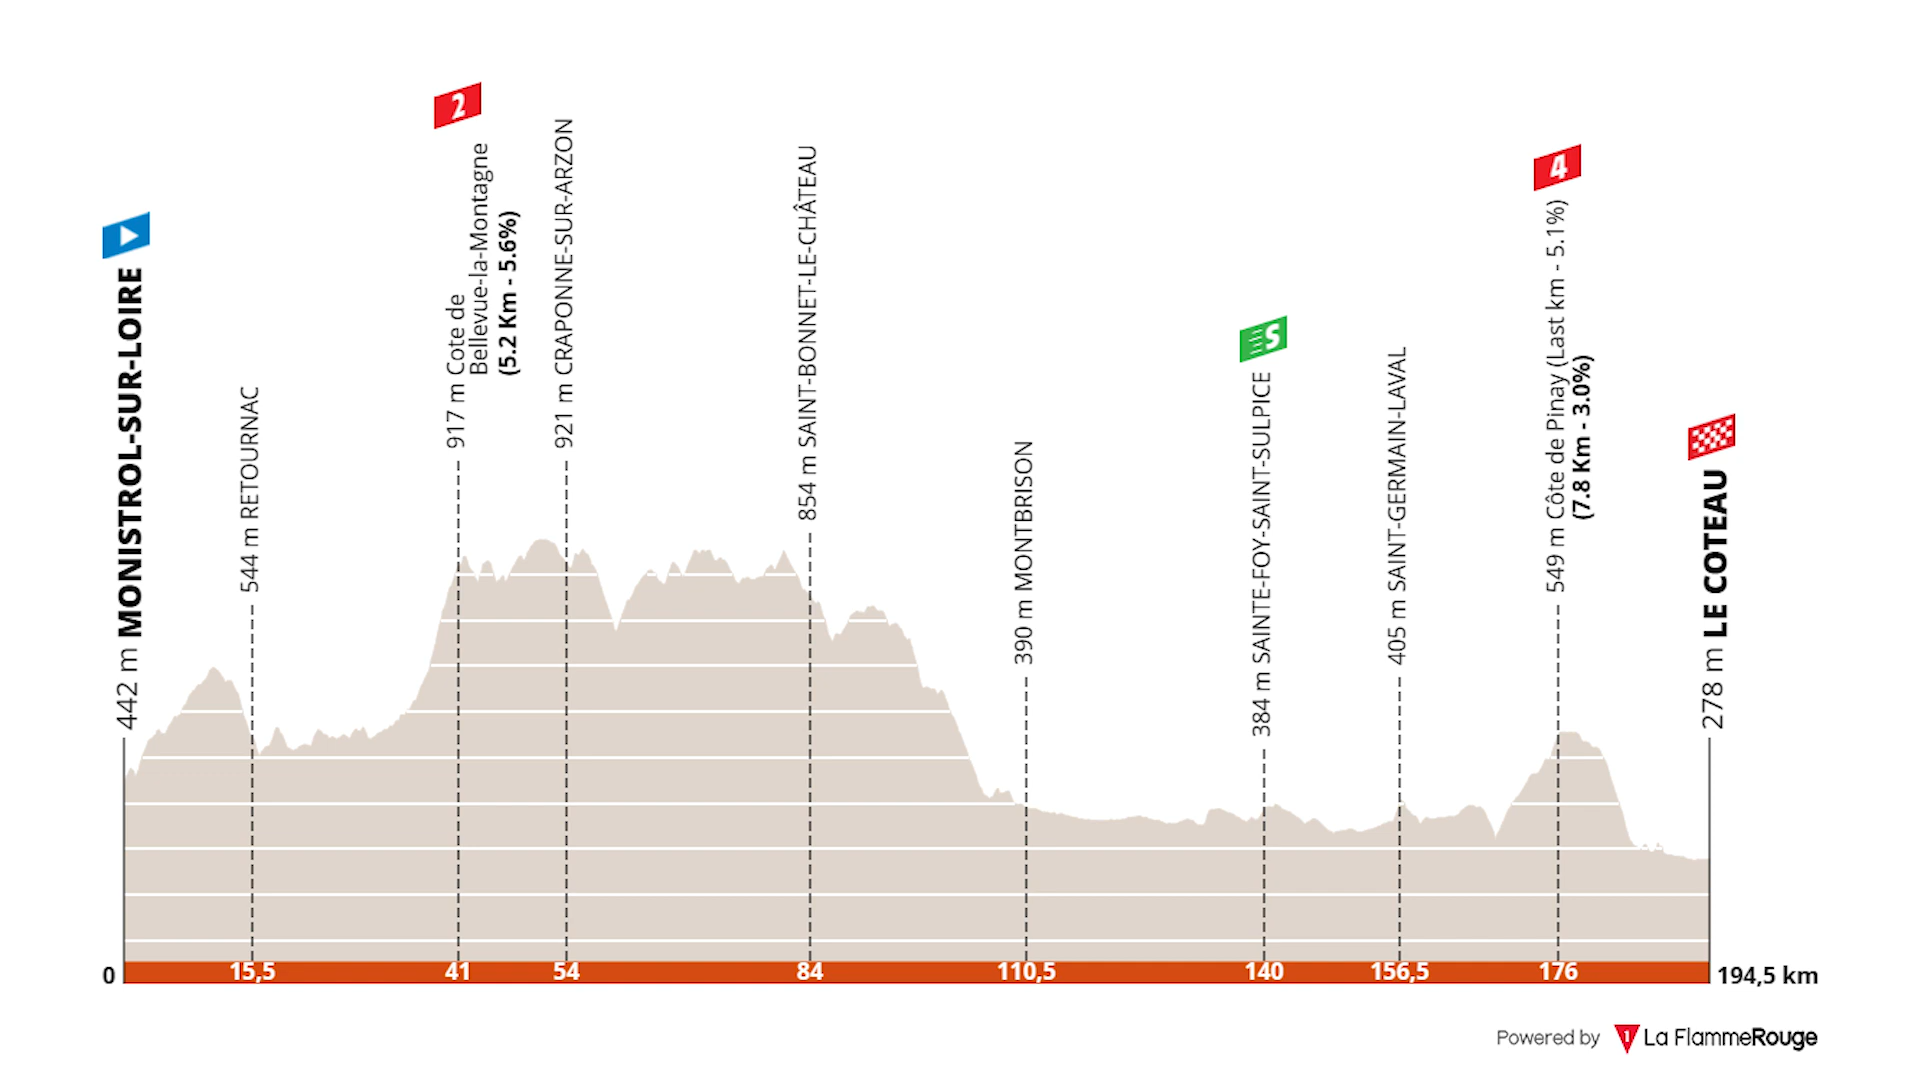 442 m MONISTROL-SUR-LOIRE
544 m RETOURNAC
2
917 m Cote de
Bellevue-la-Montagne
(5.2 Km - 5.6%)
921 m CRAPONNE-SUR-ARZON
854 m SAINT-BONNET-LE-CHÂTEAU
390 m MONTBRISON
S
384 m SAINTE-FOY-SAINT-SULPICE
405 m SAINT-GERMAIN-LAVAL
4
549 m Côte de Pinay (Last km - 5.1%)
(7.8 Km - 3.0%)
278 m LE COTEAU
0 15,5 41 54 84 110,5 140 156,5 176 194,5 km
Powered by 1 La FlammeRouge